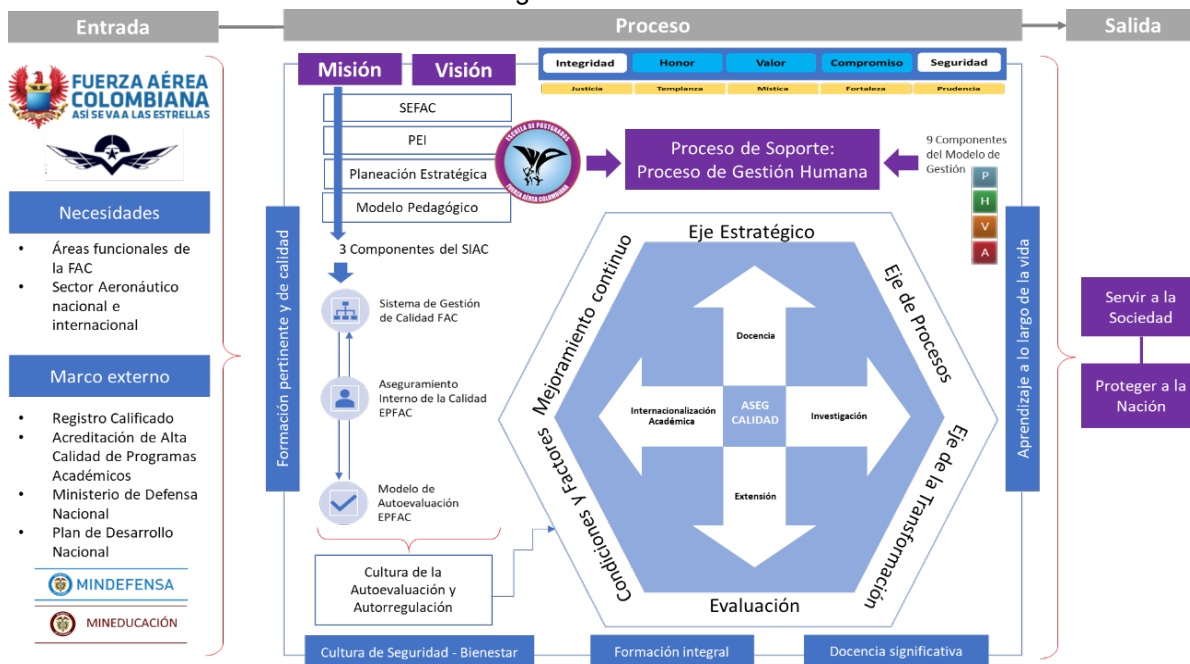 Entrada
Proceso
Salida
FUERZA AÉREA
COLOMBIANA
ASÍ SE VA A LAS ESTRELLAS
Necesidades
• Áreas funcionales de
la FAC
• Sector Aeronáutico
nacional e
internacional
Marco externo
• Registro Calificado
• Acreditación de Alta
Calidad de Programas
Académicos
• Ministerio de Defensa
Nacional
• Plan de Desarrollo
Nacional
MINDEFENSA
MINEDUCACIÓN
Formación pertinente y de calidad
Misión
Visión
SEFAC
PEI
Planeación Estratégica
Modelo Pedagógico
3 Componentes del SIAC
Sistema de Gestión
de Calidad FAC
Aseguramiento
Interno de la Calidad
EPFAC
Modelo de
Autoevaluación
EPFAC
Cultura de la
Autoevaluación y
Autorregulación
Integridad
Honor
Valor
Compromiso
Seguridad
Justicia
Templanza
Mística
Fortaleza
Prudencia
ESCUELA DE POSTGRADOS
FUERZA AÉREA COLOMBIANA
Proceso de Soporte:
Proceso de Gestión Humana
9 Componentes
del Modelo de
Gestión
P
H
V
A
Eje Estratégico
Eje de Procesos
Eje de la Transformación
Evaluación
Condiciones y Factores
Mejoramiento continuo
Docencia
Internacionalización
Académica
ASEG
CALIDAD
Investigación
Extensión
Aprendizaje a lo largo de la vida
Cultura de Seguridad - Bienestar
Formación integral
Docencia significativa
Servir a la
Sociedad
Proteger a la
Nación